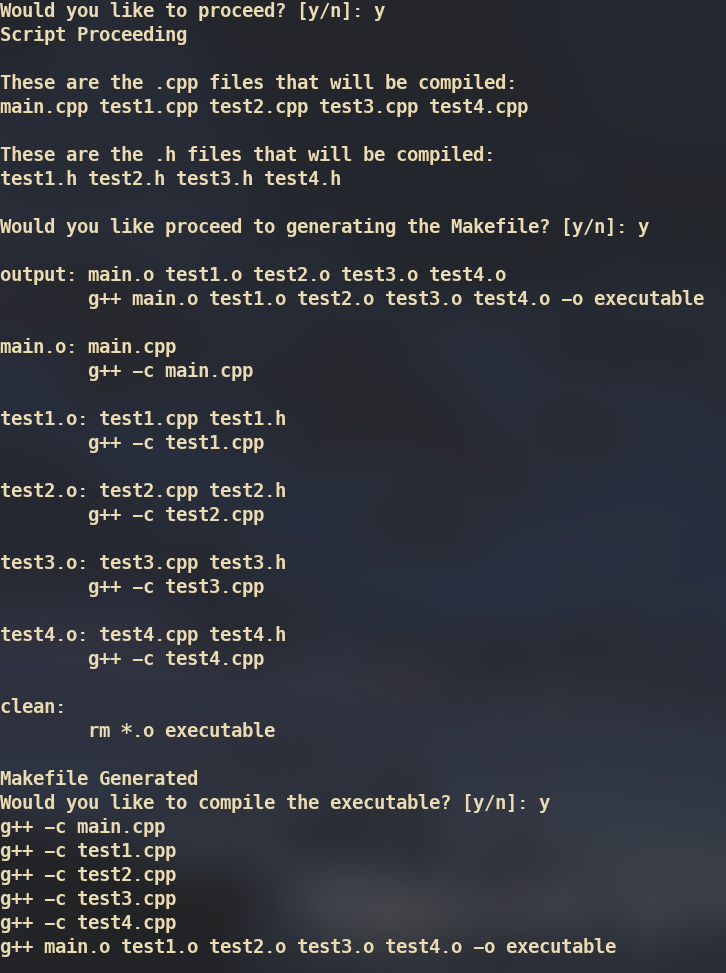 Would you like to proceed? [y/n]: y
Script Proceeding
These are the .cpp files that will be compiled:
main.cpp test1.cpp test2.cpp test3.cpp test4.cpp
These are the .h files that will be compiled:
test1.h test2.h test3.h test4.h
Would you like proceed to generating the Makefile? [y/n]: y
output: main.o test1.o test2.o test3.o test4.o
g++ main.o test1.o test2.o test3.o test4.o -o executable
main.o: main.cpp
g++ -c main.cpp
test1.o: test1.cpp test1.h
g++ -c test1.cpp
test2.o: test2.cpp test2.h
g++ -c test2.cpp
test3.o: test3.cpp test3.h
g++ -c test3.cpp
test4.o: test4.cpp test4.h
g++ -c test4.cpp
clean:
rm *.o executable
Makefile Generated
Would you like to compile the executable? [y/n]: y
g++ -c main.cpp
g++ -c test1.cpp
g++ -c test2.cpp
g++ -c test3.cpp
g++ -c test4.cpp
g++ main.o test1.o test2.o test3.o test4.o -o executable